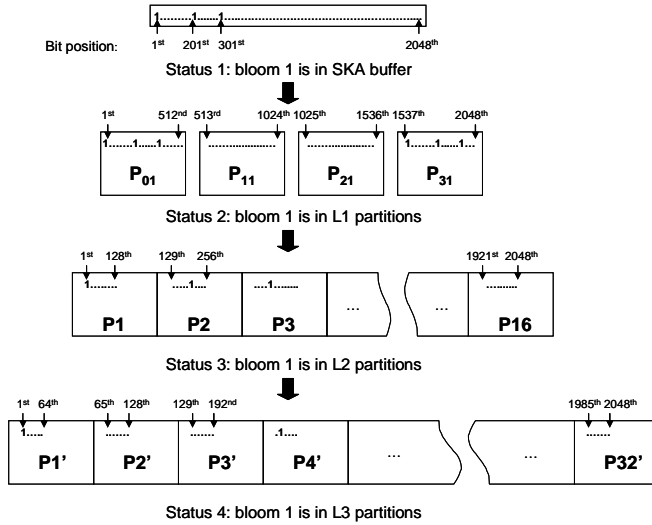 1..........1.......1......................................................
Bit position: 1st 201st 301st 2048th
Status 1: bloom 1 is in SKA buffer
1st 512nd 513rd 1024th 1025th 1536th 1537th 2048th
1.......1......1.... ....................... ...................... 1......1.....1...
P01 P11 P21 P31
Status 2: bloom 1 is in L1 partitions
1st 128th 129th 256th 1921st 2048th
1........ .....1.... ....1........ ..........
P1 P2 P3 ... ... P16
Status 3: bloom 1 is in L2 partitions
1st 64th 65th 128th 129th 192nd 1985th 2048th
1..... ....... ....... .1.... .......
P1’ P2’ P3’ P4’ ... ... P32’
Status 4: bloom 1 is in L3 partitions